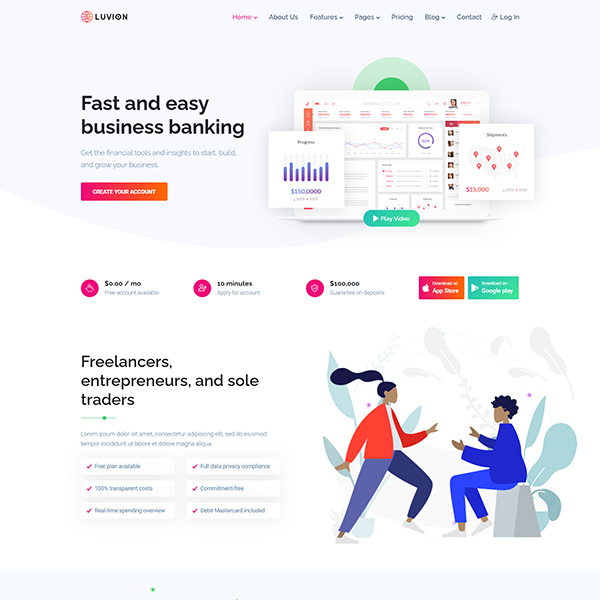 LUVION
Home
About Us
Features
Pages
Pricing
Blog
Contact
Log In
Fast and easy
business banking
Get the financial tools and insights to start, build,
and grow your business.
CREATE YOUR ACCOUNT
Progress
$150,0000
Shipments
$15,000
Play Video
$0.00 / mo
Free account available
10 minutes
Apply for account
$100,000
Guarantee on deposits
Download on
App Store
Download on
Google play
Freelancers,
entrepreneurs, and sole
traders
Lorem ipsum dolor sit amet, consectetur adipiscing, sed do eiusmod
tempor incididunt ut labore et dolore magna aliqua.
Free plan available
Full data privacy compliance
100% transparent costs
Commitment-free
Real-time spending overview
Debit Mastercard included